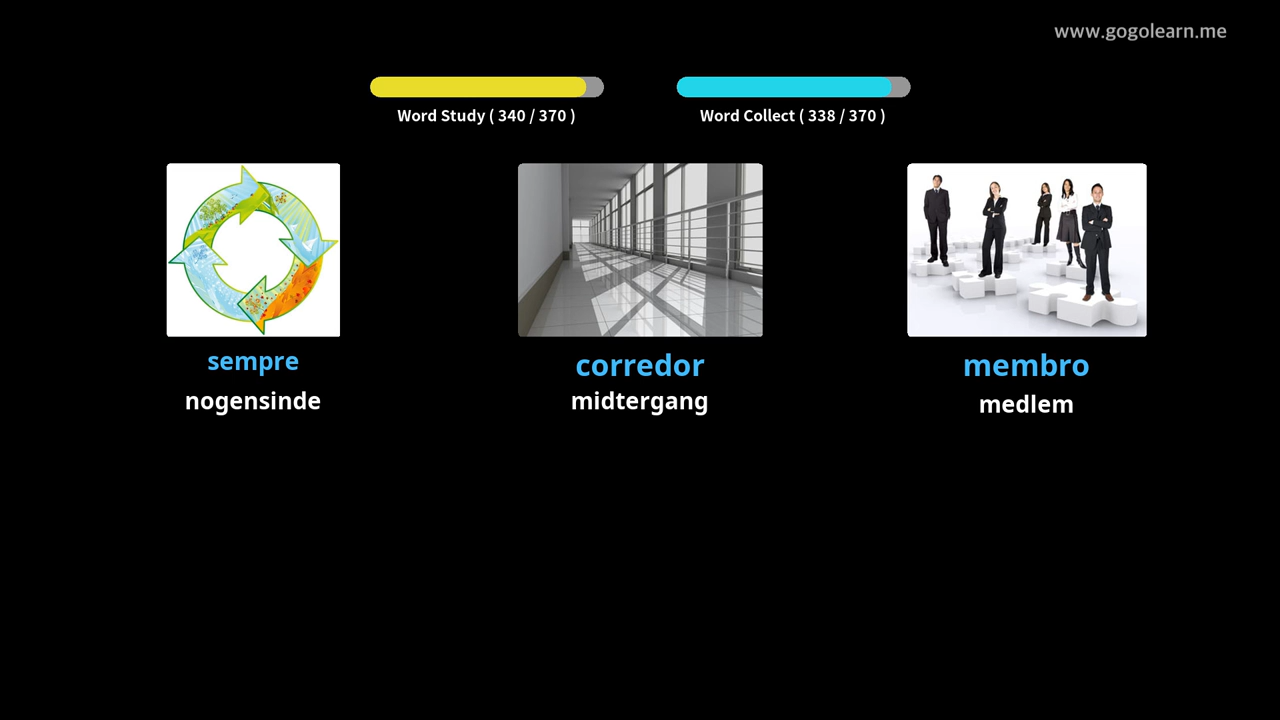 www.gogolearn.me
Word Study ( 340 / 370 )
Word Collect ( 338 / 370 )
sempre
nogensinde
corredor
midtergang
membro
medlem